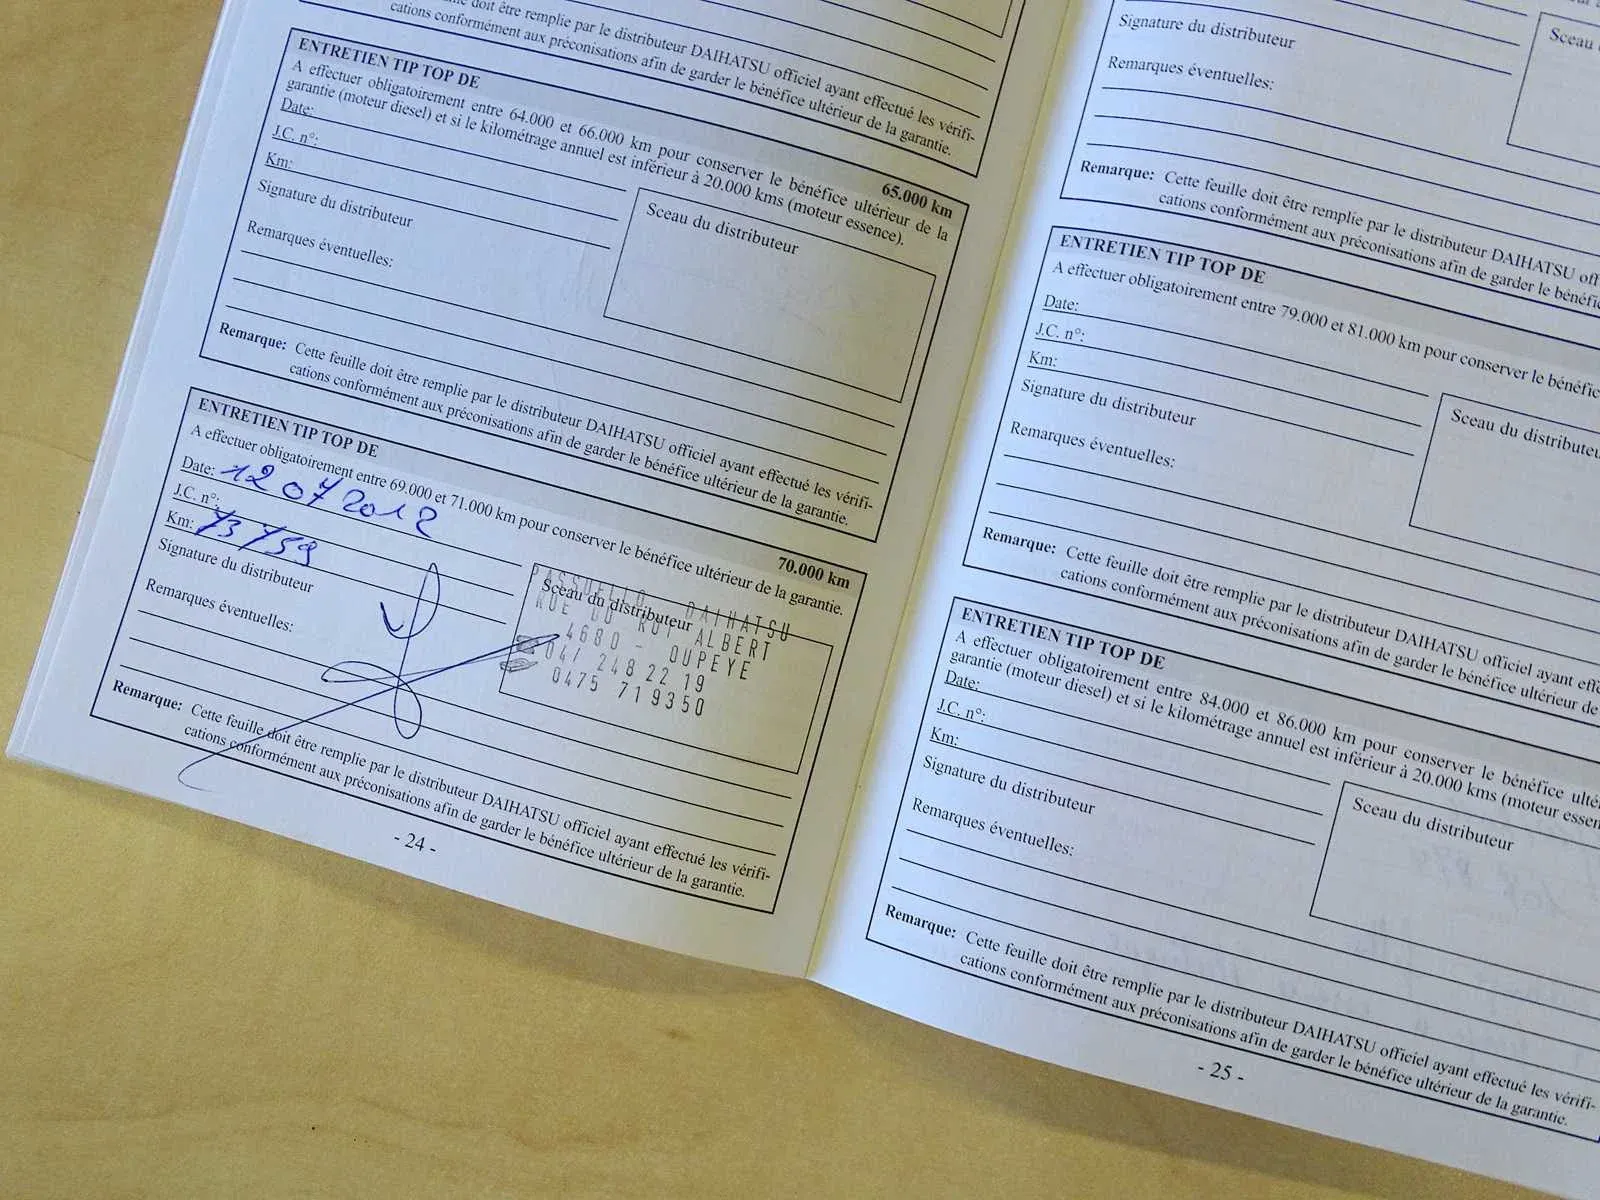 doit être remplie par le distributeur DAIHATSU officiel ayant effectué les vérifi-
cations conformément aux préconisations afin de garder le bénéfice ultérieur de la garantie.
ENTRETIEN TIP TOP DE
65.000 km
A effectuer obligatoirement entre 64.000 et 66.000 km pour conserver le bénéfice ultérieur de la
garantie (moteur diesel) et si le kilométrage annuel est inférieur à 20.000 kms (moteur essence).
Date:
J.C. n°:
Km:
Signature du distributeur
Sceau du distributeur
Remarques éventuelles:
Remarque: Cette feuille doit être remplie par le distributeur DAIHATSU officiel ayant effectué les vérifi-
cations conformément aux préconisations afin de garder le bénéfice ultérieur de la garantie.
ENTRETIEN TIP TOP DE
70.000 km
A effectuer obligatoirement entre 69.000 et 71.000 km pour conserver le bénéfice ultérieur de la garantie.
Date: 12 07 2012
J.C. n°:
Km: 73759
Signature du distributeur
Sceau du distributeur
PASSUELLO DAIHATSU
RUE DU ROI ALBERT
4680 - OUPEYE
04/ 248 22 19
0475 719350
Remarques éventuelles:
Remarque: Cette feuille doit être remplie par le distributeur DAIHATSU officiel ayant effectué les vérifi-
cations conformément aux préconisations afin de garder le bénéfice ultérieur de la garantie.
- 24 -
Signature du distributeur
Sceau
Remarques éventuelles:
Remarque: Cette feuille doit être remplie par le distributeur DAIHATSU offi
cations conformément aux préconisations afin de garder le bénéfic
ENTRETIEN TIP TOP DE
A effectuer obligatoirement entre 79.000 et 81.000 km pour conserver le bénéfice
Date:
J.C. n°:
Km:
Signature du distributeur
Sceau du distributeu
Remarques éventuelles:
Remarque: Cette feuille doit être remplie par le distributeur DAIHATSU officiel ayant effe
cations conformément aux préconisations afin de garder le bénéfice ultérieur de
ENTRETIEN TIP TOP DE
A effectuer obligatoirement entre 84.000 et 86.000 km pour conserver le bénéfice ulté
garantie (moteur diesel) et si le kilométrage annuel est inférieur à 20.000 kms (moteur essen
Date:
J.C. n°:
Km:
Signature du distributeur
Sceau du distributeur
Remarques éventuelles:
Remarque: Cette feuille doit être remplie par le distributeur DAIHATSU officiel ayant effectué les vérifi-
cations conformément aux préconisations afin de garder le bénéfice ultérieur de la garantie.
- 25 -